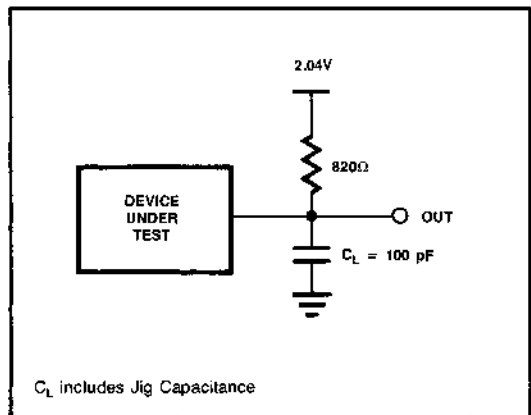 2.04V
820Ω
DEVICE
UNDER
TEST
OUT
C_L = 100 pF
C_L includes Jig Capacitance